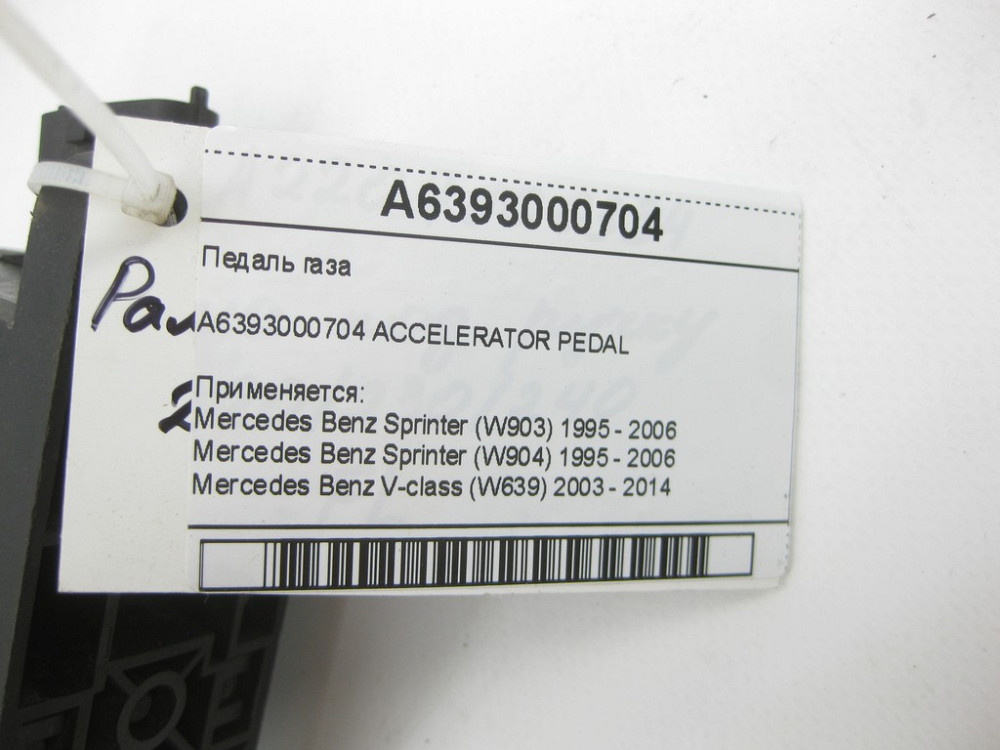 A6393000704
Педаль газа
A6393000704 ACCELERATOR PEDAL
Применяется:
Mercedes Benz Sprinter (W903) 1995 - 2006
Mercedes Benz Sprinter (W904) 1995 - 2006
Mercedes Benz V-class (W639) 2003 - 2014